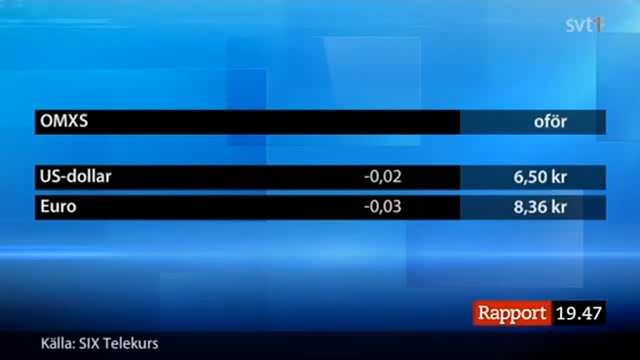 svt1
OMXS oför
US-dollar -0,02 6,50 kr
Euro -0,03 8,36 kr
Rapport 19.47
Källa: SIX Telekurs